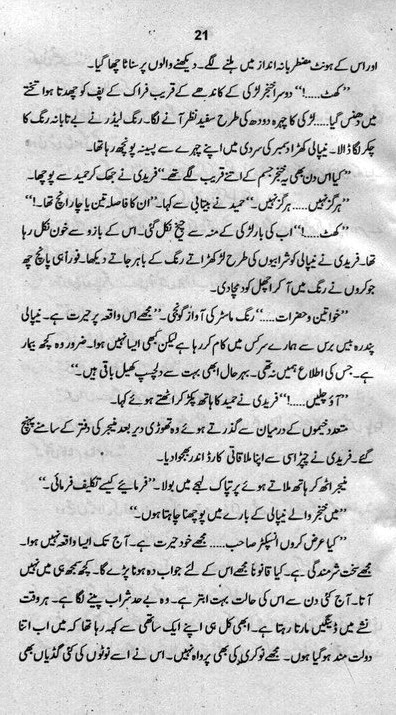 21
اور اس کے ہونٹ مضطربانہ انداز میں ہلنے لگے۔ دیکھنے والوں پر سناٹا چھا گیا۔
”کھٹ.....!“ دوسرا خنجر لڑکی کے کاندھے کے قریب فراک کے پف کو چھیدتا ہوا تختے
میں دھنس گیا.....لڑکی کا چہرہ دودھ کی طرح سفید نظر آنے لگا۔ رنگ لیڈر نے بے تابانہ رنگ کا
چکر لگا ڈالا۔ نیپالی کھڑا دسمبر کی سردی میں اپنے چہرے سے پسینہ پونچھ رہا تھا۔
”کیا اس دن بھی یہ خنجر جسم کے اتنے قریب لگے تھے“ فریدی نے جھک کر حمید سے پوچھا۔
”ہرگز نہیں.....ہرگز نہیں۔“ حمید نے بیتابی سے کہا۔”ان کا فاصلہ تین یا چار انچ تھا۔!“
”کھٹ.....!“ اب کی بار لڑکی کے منہ سے چیخ نکل گئی۔ اس کے بازو سے خون نکل رہا
تھا۔ فریدی نے نیپالی کو شرابیوں کی طرح لڑکھڑاتے رنگ کے باہر جاتے دیکھا۔ فوراً ہی پانچ چھ
جوکروں نے رنگ میں آ کر اچھل کود مچا دی۔
”خواتین و حضرات.....“ رنگ ماسٹر کی آواز گونجی۔”مجھے اس واقعہ پر حیرت ہے۔ نیپالی
پندرہ بیس برس سے ہمارے سرکس میں کام کر رہا ہے لیکن کبھی ایسا نہیں ہوا۔ ضرور وہ کچھ بیمار
ہے۔ جس کی اطلاع ہمیں نہ تھی۔ بہرحال ابھی بہت سے دلچسپ کھیل باقی ہیں۔“
”آؤ چلیں.....!“ فریدی نے حمید کا ہاتھ پکڑ کر اٹھتے ہوئے کہا۔
متعدد خیموں کے درمیان سے گذرتے ہوئے وہ تھوڑی دیر بعد منیجر کی دفتر کے سامنے پہنچ
گئے۔ فریدی نے چپراسی سے اپنا ملاقاتی کارڈ اندر بھجوا دیا۔
منیجر اٹھ کر ہاتھ ملاتے ہوئے پرتپاک لہجے میں بولا۔”فرمایئے کیسے تکلیف فرمائی۔“
”میں خنجر والے نیپالی کے بارے میں پوچھنا چاہتا ہوں۔“
”کیا عرض کروں انسپکٹر صاحب.....مجھے خود حیرت ہے۔ آج تک ایسا واقعہ نہیں ہوا۔
مجھے سخت شرمندگی ہے۔ کیا قانوناً مجھے اس کے لئے جواب دہ ہونا پڑے گا۔ کچھ سمجھ ہی میں نہیں
آتا۔ آج کئی دن سے اس کی حالت بہت ابتر ہے۔ وہ بے حد شراب پینے لگا ہے۔ ہر وقت
نشے میں ڈینگیں مارتا رہتا ہے۔ ابھی کل ہی اپنے ایک ساتھی سے کہہ رہا تھا کہ میں اب اتنا
دولت مند ہو گیا ہوں۔ مجھے نوکری کی بھی پرواہ نہیں۔ اس نے اسے نوٹوں کی کئی گڈیاں بھی